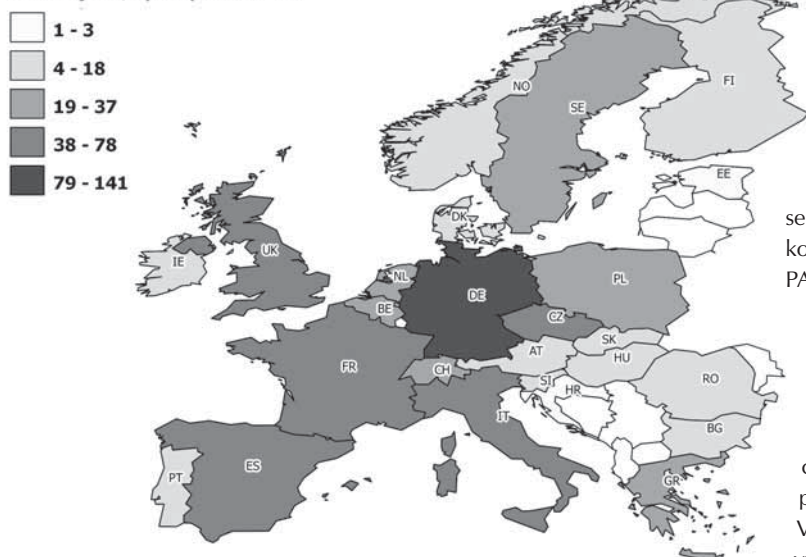 1 - 3
4 - 18
19 - 37
38 - 78
79 - 141
NO
FI
SE
EE
DK
IE
UK
NL
PL
BE
DE
CZ
SK
FR
AT
HU
CH
SI
HR
RO
IT
BG
PT
ES
GR
se
ko
PA